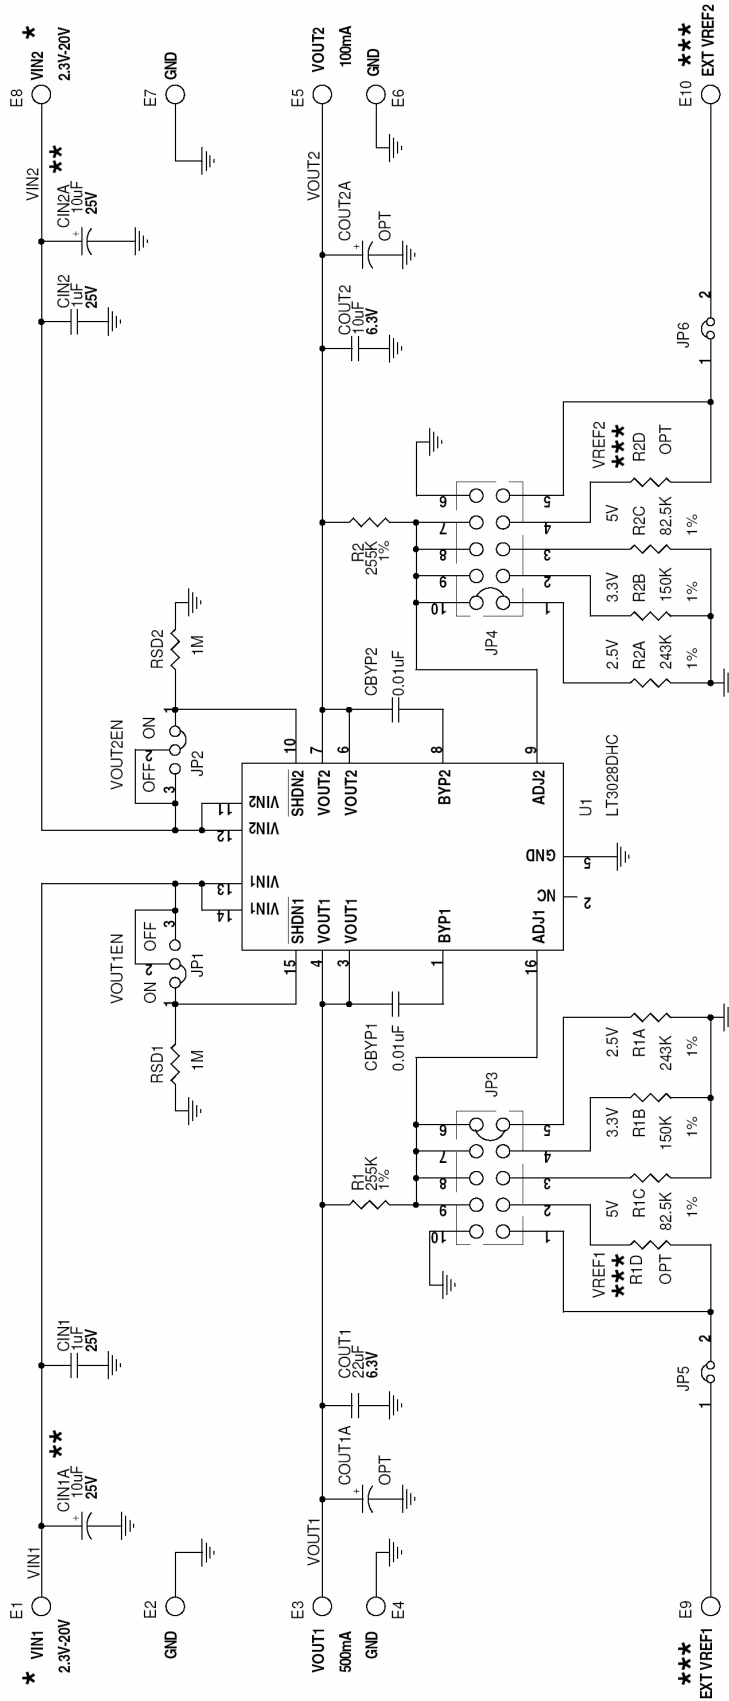 E1
*
VIN1
2.3V-20V
VIN1
**
CIN1A
10uF
25V
CIN1
1uF
25V
E2
GND
RSD1
1M
VOUT1EN
ON
2
OFF
1
3
JP1
VOUT2EN
OFF
2
ON
3
1
JP2
RSD2
1M
CIN2
1uF
25V
CIN2A
10uF
25V
VIN2
**
E8
*
VIN2
2.3V-20V
E7
GND
E3
VOUT1
500mA
E4
GND
VOUT1
COUT1A
OPT
COUT1
22uF
6.3V
R1
255K
1%
CBYP1
0.01uF
14
13
12
11
VIN1
VIN1
VIN2
VIN2
15
SHDN1
4
VOUT1
3
VOUT1
1
BYP1
16
ADJ1
SHDN2
10
VOUT2
7
VOUT2
6
BYP2
8
ADJ2
9
NC
2
GND
5
U1
LT3028DHC
CBYP2
0.01uF
R2
255K
1%
COUT2
10uF
6.3V
COUT2A
OPT
VOUT2
E5
VOUT2
100mA
E6
GND
JP3
10
9
8
7
6
1
2
3
4
5
VREF1
***
R1D
OPT
5V
R1C
82.5K
1%
3.3V
R1B
150K
1%
2.5V
R1A
243K
1%
JP4
10
9
8
7
6
1
2
3
4
5
2.5V
R2A
243K
1%
3.3V
R2B
150K
1%
5V
R2C
82.5K
1%
VREF2
***
R2D
OPT
E9
***
EXT VREF1
JP5
1
2
JP6
1
2
E10
***
EXT VREF2